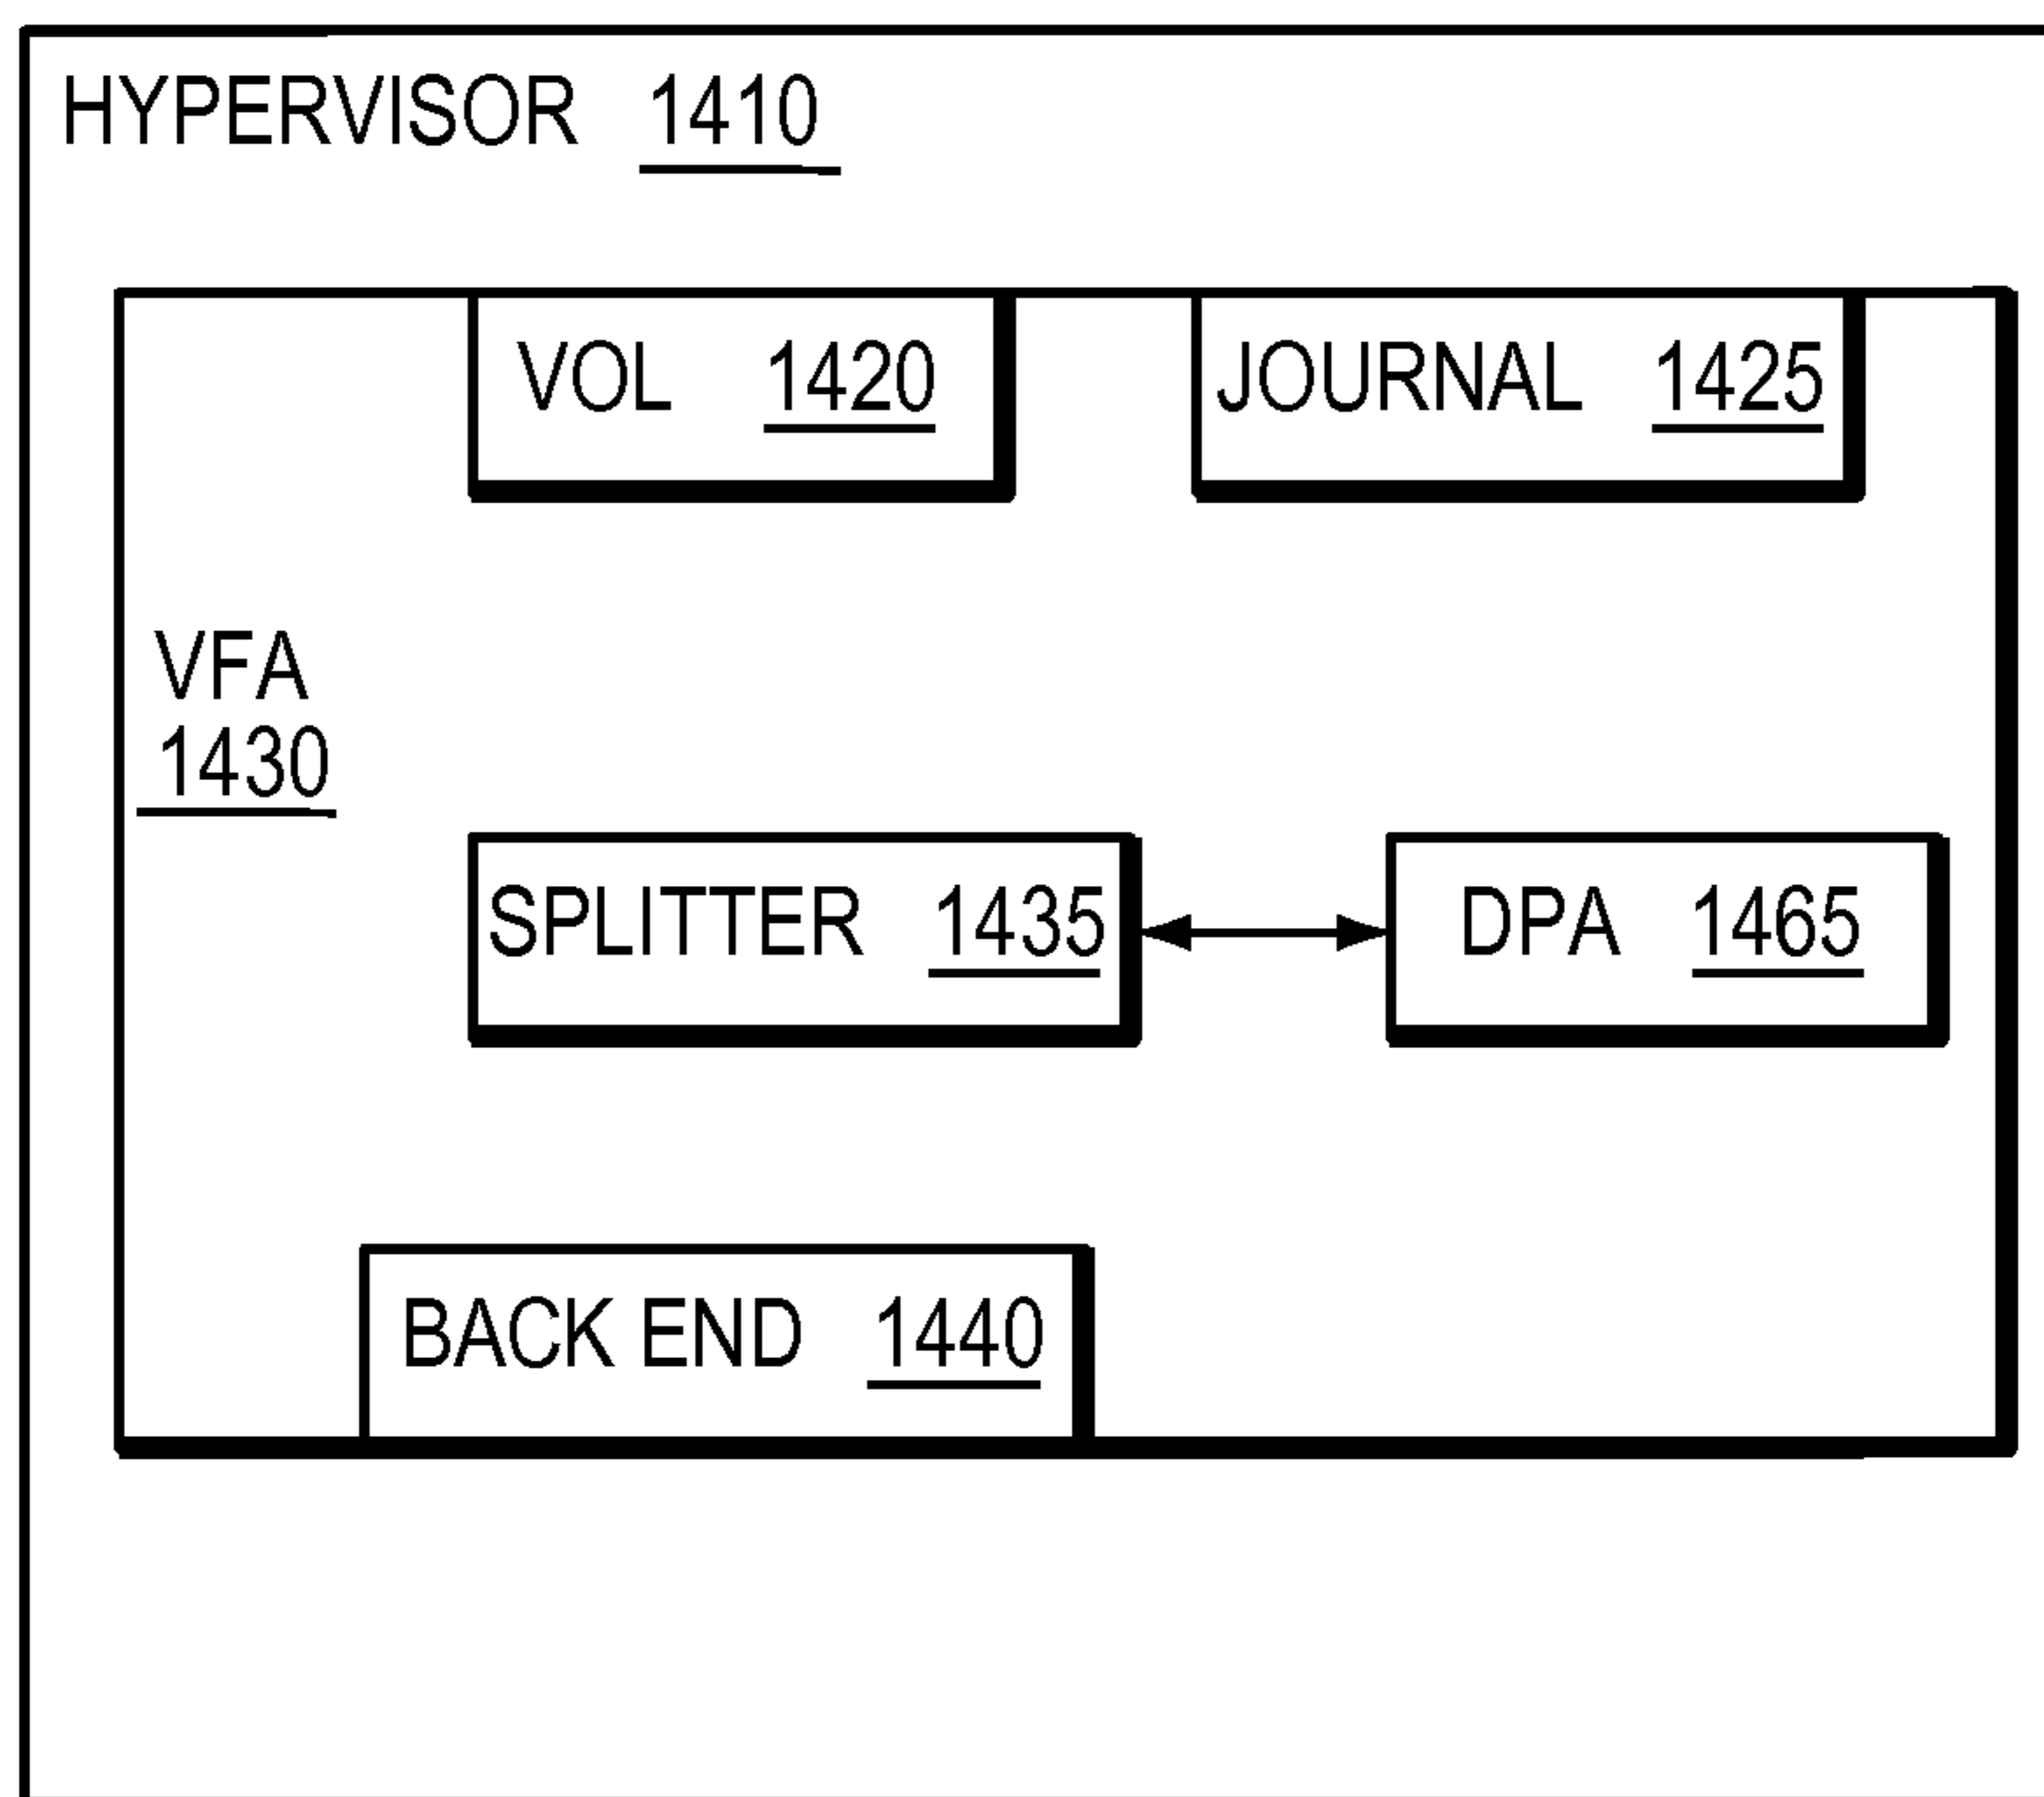 HYPERVISOR 1410
VOL 1420
JOURNAL 1425
VFA
1430
SPLITTER 1435
DPA 1465
BACK END 1440